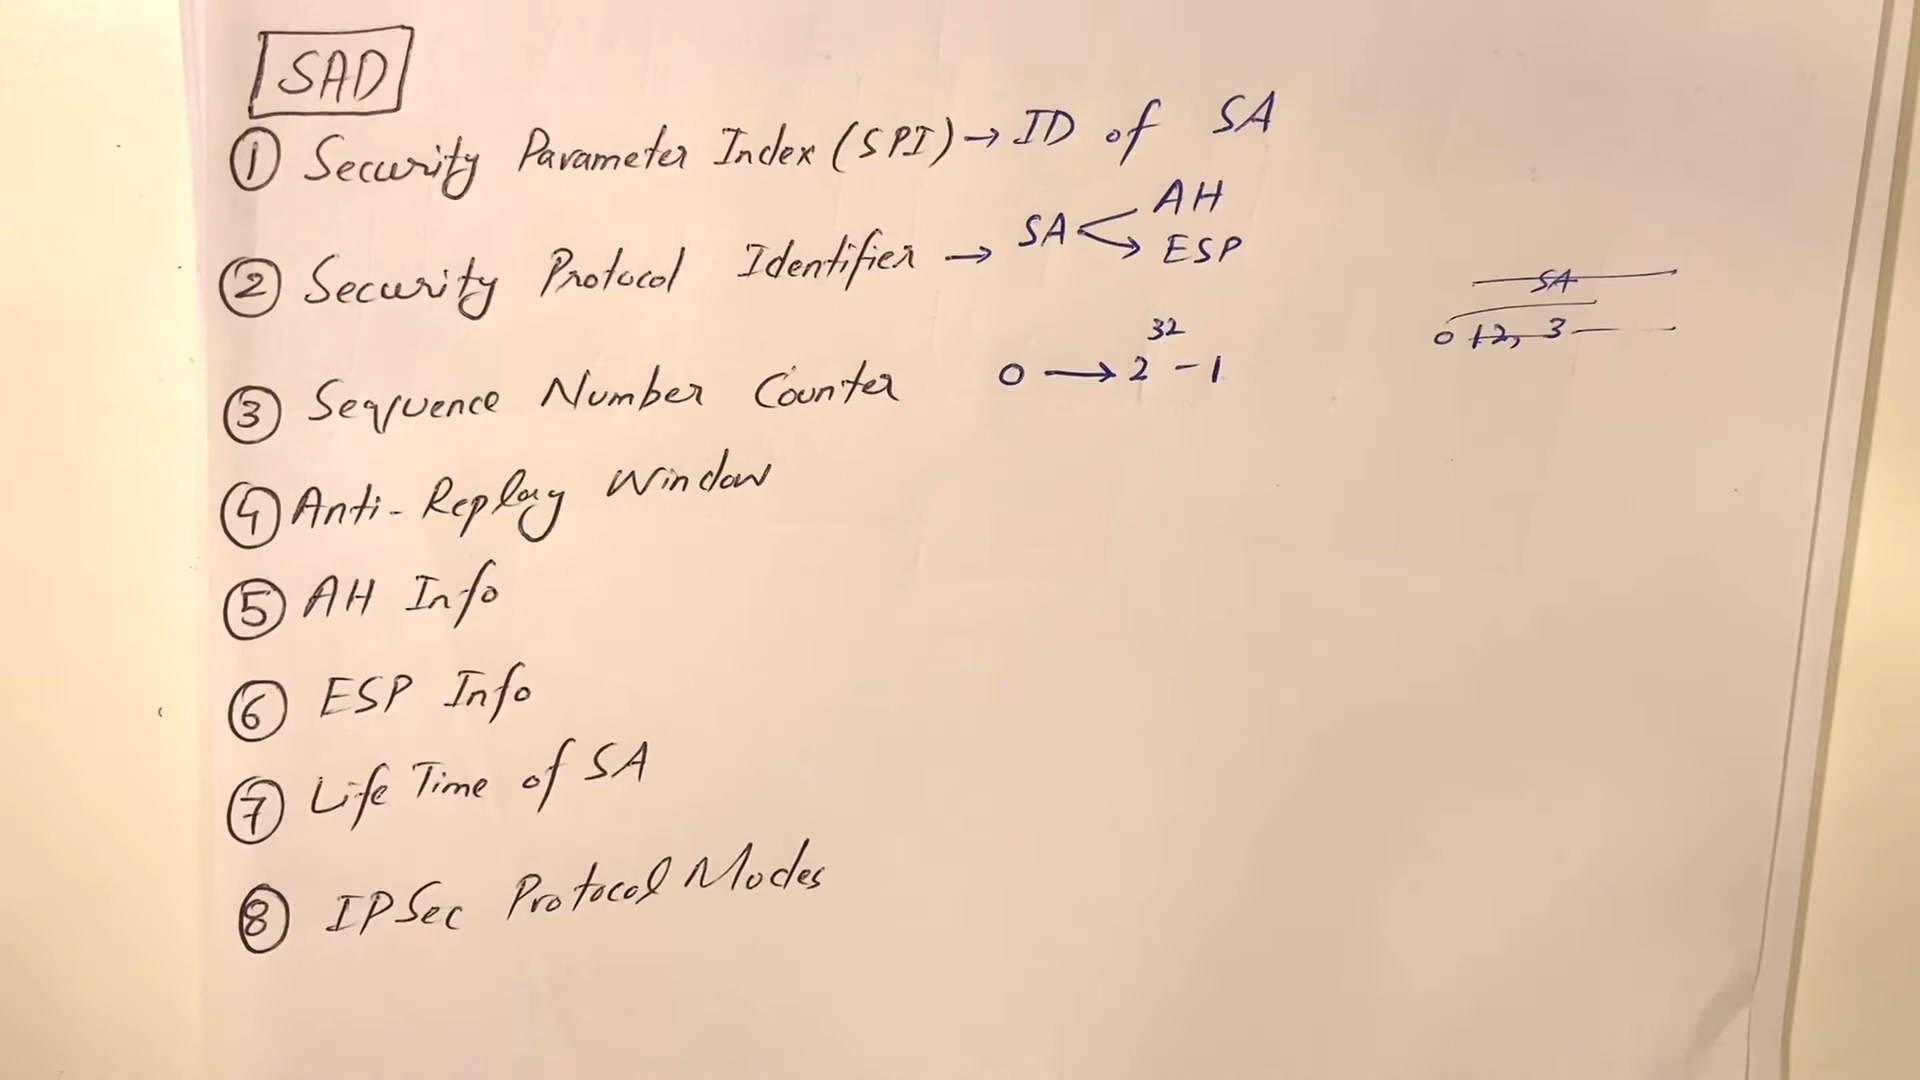 SAD
① Security Parameter Index (SPI) → ID of SA
② Security Protocol Identifier → SA AH
ESP
SA
0 1 2, 3
③ Sequence Number Counter 0 → 2^32 - 1
④ Anti-Replay Window
⑤ AH Info
⑥ ESP Info
⑦ Life Time of SA
⑧ IPSec Protocol Modes